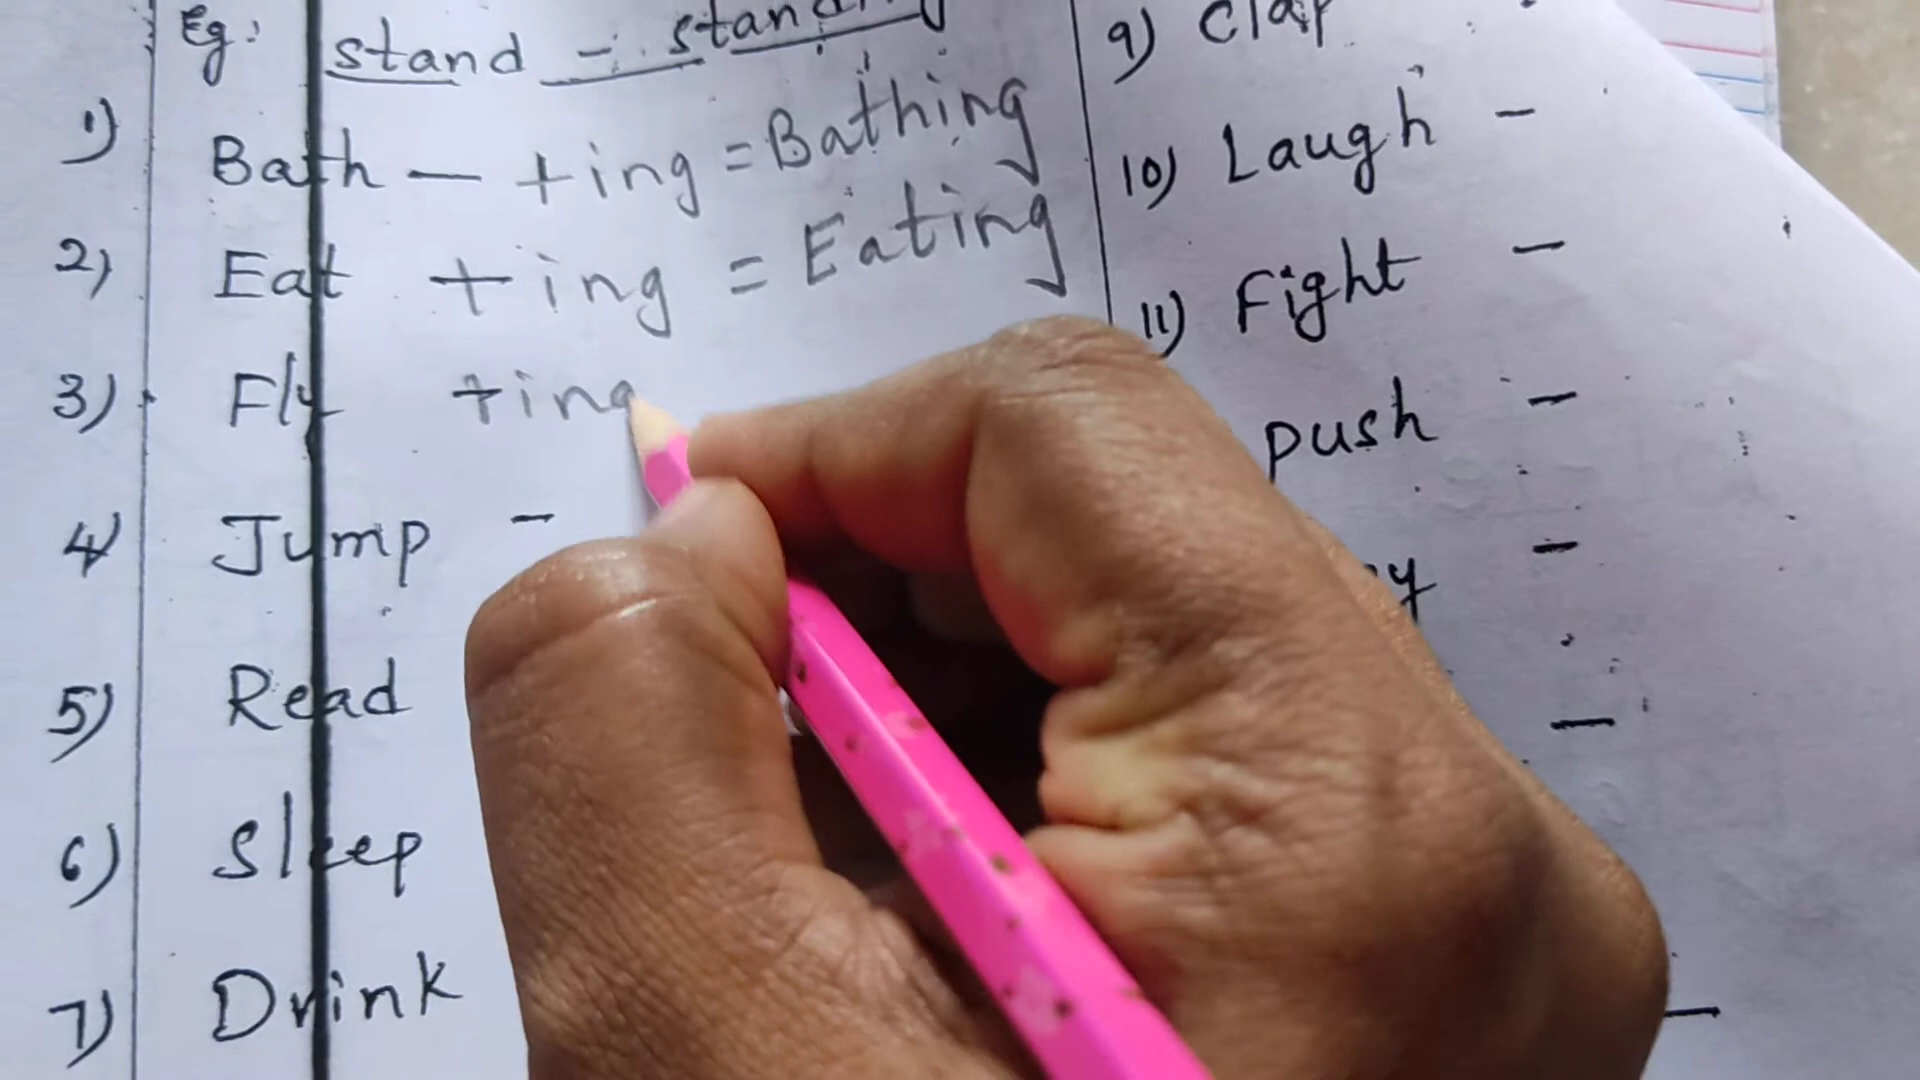 Eg: stand - standing
1) Bath — +ing = Bathing
2) Eat +ing = Eating
3) Fly +ing
4) Jump -
5) Read
6) Sleep
7) Drink
9) Clap
10) Laugh -
11) Fight -
push -
-
—
—